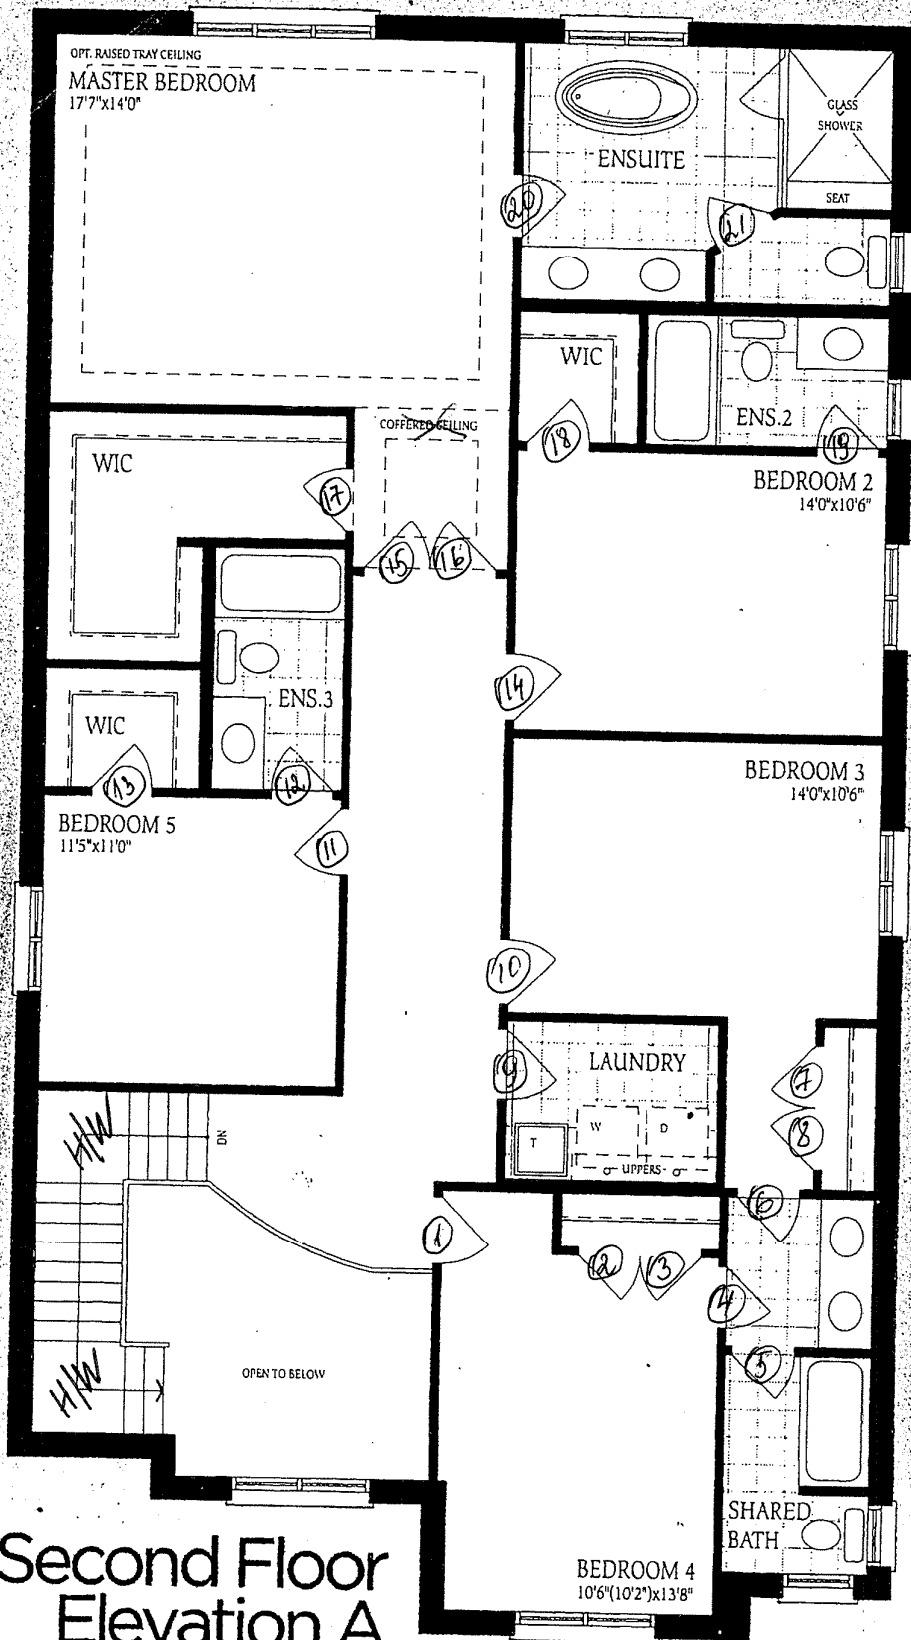 OPT. RAISED TRAY CEILING
MASTER BEDROOM
17'7"x14'0"
GLASS
SHOWER
ENSUITE
SEAT
20
21
WIC
ENS.2
COFFERED CEILING
18
19
WIC
BEDROOM 2
14'0"x10'6"
17
15
16
ENS.3
14
WIC
13
12
BEDROOM 3
14'0"x10'6"
BEDROOM 5
11'5"x11'0"
11
10
LAUNDRY
9
7
W
D
8
T
UPPERS
H/W
DN
6
1
2
3
4
5
H/W
OPEN TO BELOW
SHARED
BATH
BEDROOM 4
10'6"(10'2")x13'8"
Second Floor
Elevation A